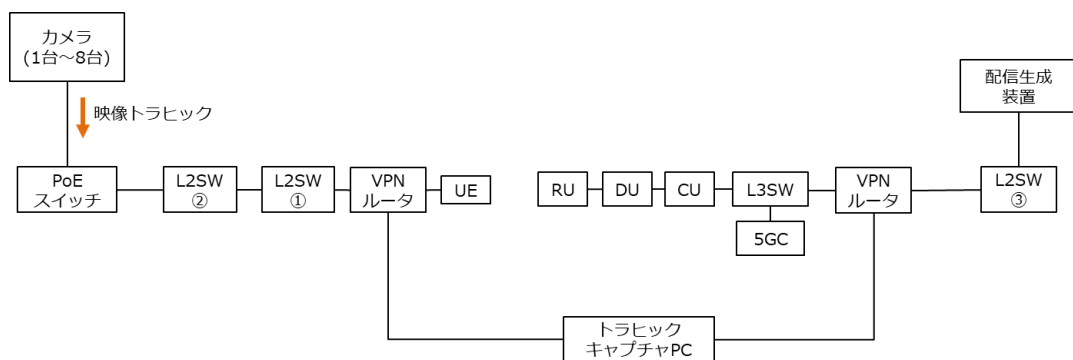 カメラ
(1台～8台)
映像トラヒック
配信生成
装置
PoE
スイッチ
L2SW
②
L2SW
①
VPN
ルータ
UE
RU
DU
CU
L3SW
5GC
VPN
ルータ
L2SW
③
トラヒック
キャプチャPC